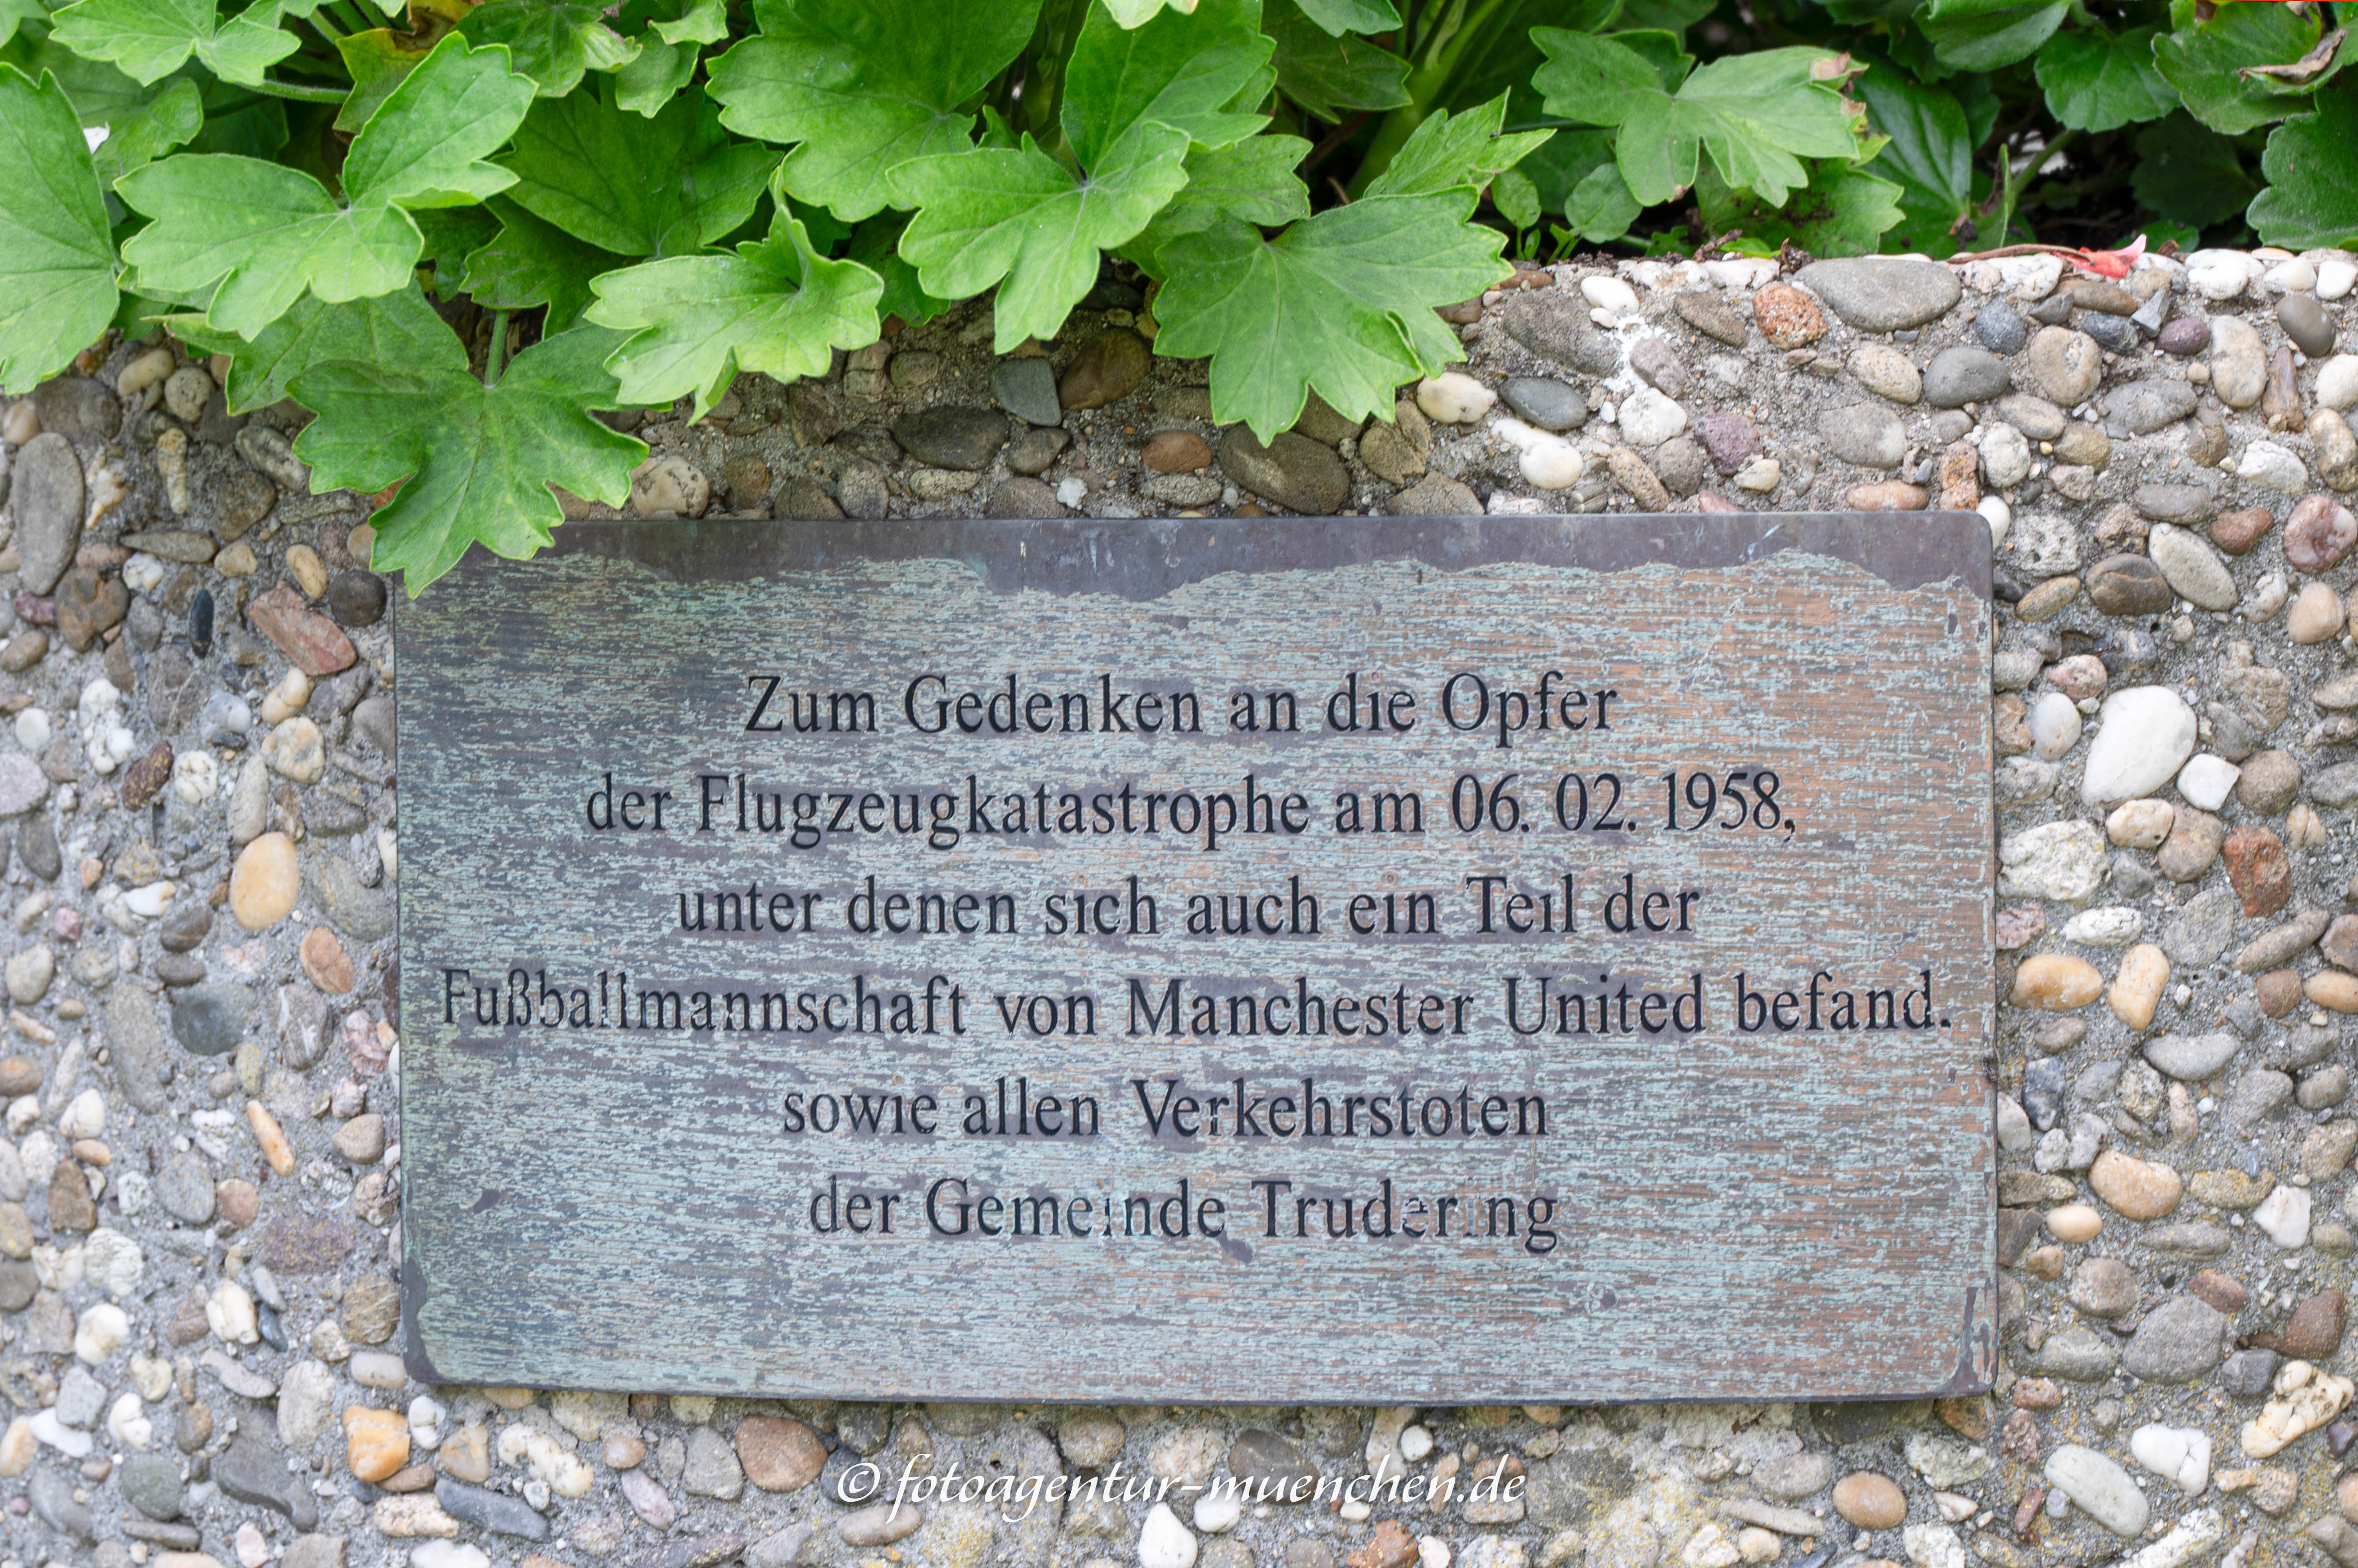 Zum Gedenken an die Opfer
der Flugzeugkatastrophe am 06. 02. 1958,
unter denen sich auch ein Teil der
Fußballmannschaft von Manchester United befand.
sowie allen Verkehrstoten
der Gemeinde Trudering
© fotoagentur-muenchen.de